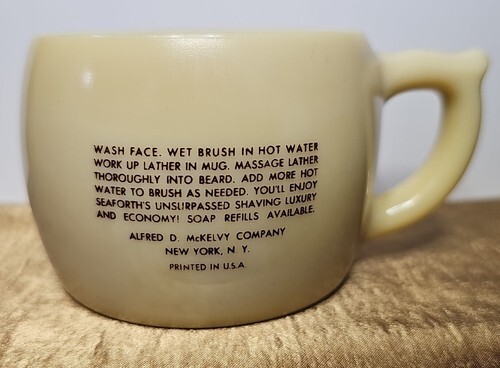 WASH FACE. WET BRUSH IN HOT WATER
WORK UP LATHER IN MUG. MASSAGE LATHER
THOROUGHLY INTO BEARD. ADD MORE HOT
WATER TO BRUSH AS NEEDED. YOU'LL ENJOY
SEAFORTH'S UNSURPASSED SHAVING LUXURY
AND ECONOMY! SOAP REFILLS AVAILABLE.
ALFRED D. McKELVY COMPANY
NEW YORK, N. Y.
PRINTED IN U.S.A.